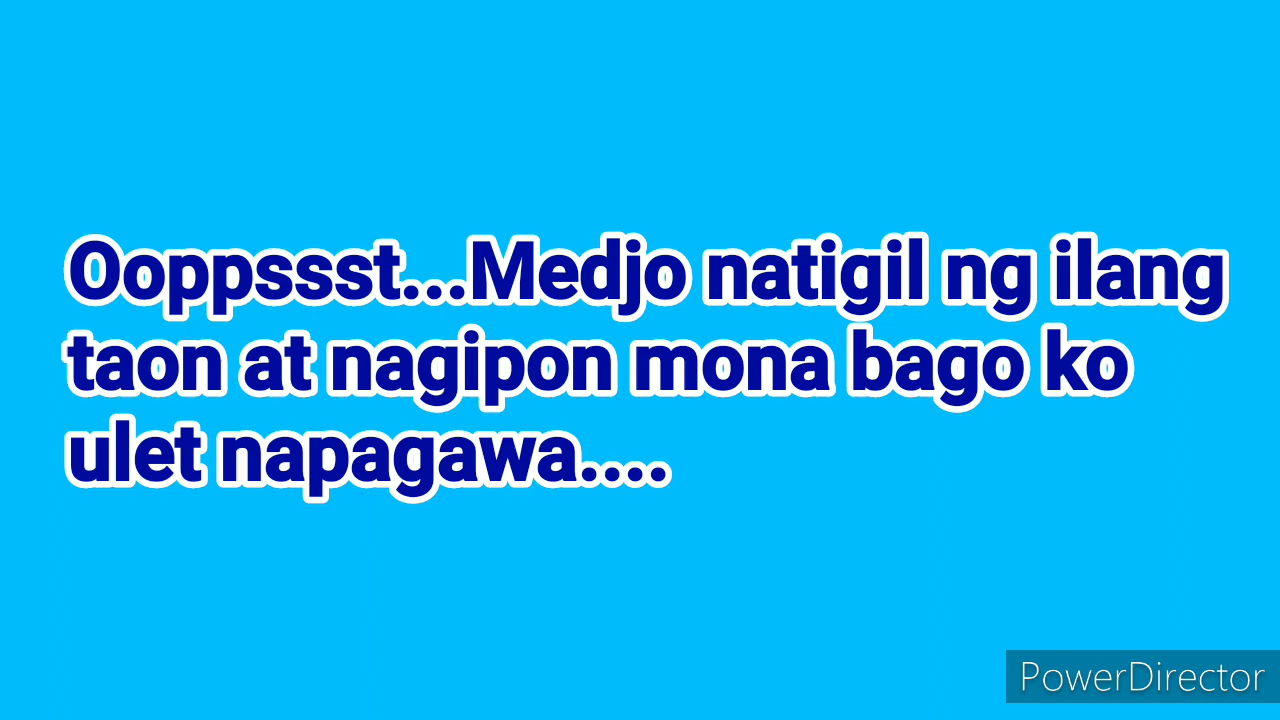 Ooppssst...Medjo natigil ng ilang
taon at nagipon mona bago ko
ulet napagawa....
PowerDirector